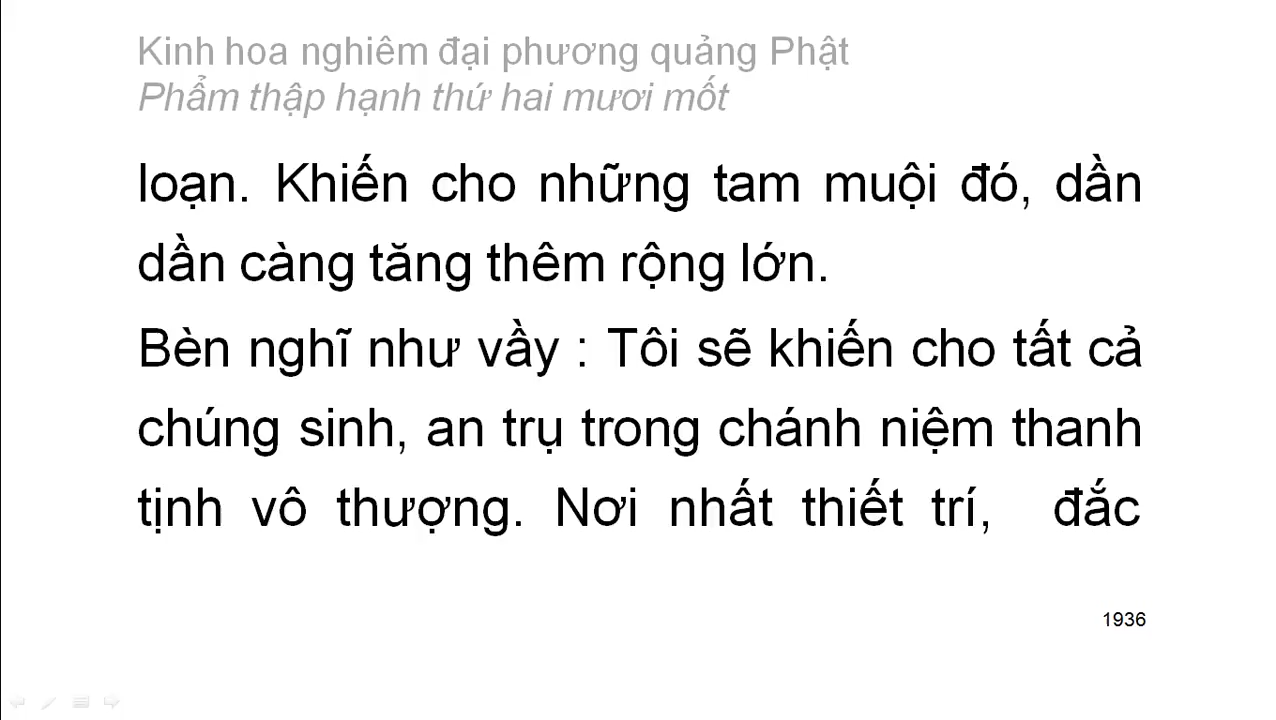 Kinh hoa nghiêm đại phương quảng Phật
Phẩm thập hạnh thứ hai mươi mốt
loạn. Khiến cho những tam muội đó, dần
dần càng tăng thêm rộng lớn.
Bèn nghĩ như vầy : Tôi sẽ khiến cho tất cả
chúng sinh, an trụ trong chánh niệm thanh
tịnh vô thượng. Nơi nhất thiết trí, đắc
1936